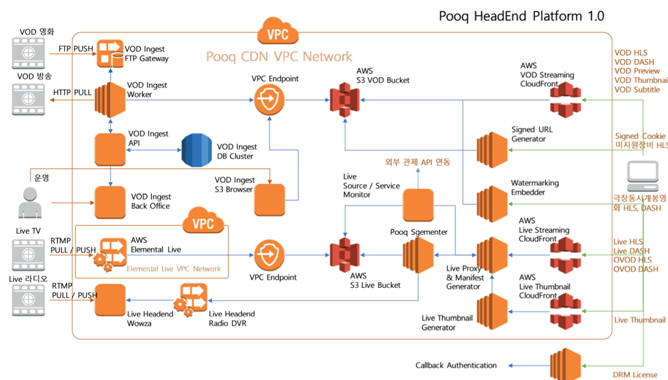 Pooq HeadEnd Platform 1.0
VPC
Pooq CDN VPC Network
VOD 영화
FTP PUSH
VOD Ingest
FTP Gateway
VOD 방송
HTTP PULL
VOD Ingest
Worker
VPC Endpoint
AWS
S3 VOD Bucket
AWS
VOD Streaming
CloudFront
VOD HLS
VOD DASH
VOD Preview
VOD Thumbnail
VOD Subtitle
VOD Ingest
API
VOD Ingest
DB Cluster
Signed URL
Generator
Signed Cookie
미지원장비 HLS
외부 관제 API 연동
운영
VOD Ingest
Back Office
VOD Ingest
S3 Browser
Live
Source / Service
Monitor
Watermarking
Embedder
극장동시개봉영
화 HLS, DASH
Live TV
RTMP
PULL / PUSH
VPC
AWS
Elemental Live
Elemental Live VPC Network
VPC Endpoint
AWS
S3 Live Bucket
Pooq Sgementer
Live Proxy
& Manifest
Generator
AWS
Live Streaming
CloudFront
Live HLS
Live DASH
OVOD HLS
OVOD DASH
Live 라디오
RTMP
PULL / PUSH
Live Headend
Wowza
Live Headend
Radio DVR
Live Thumbnail
Generator
AWS
Live Thumbnail
CloudFront
Live Thumbnail
Callback Authentication
DRM License